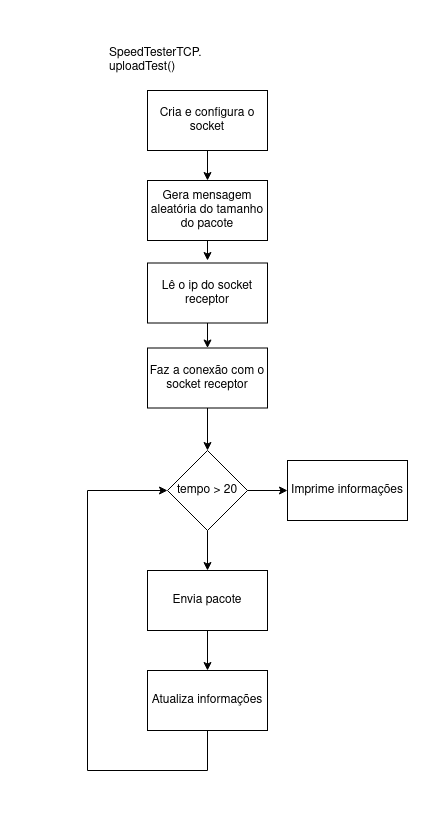 SpeedTesterTCP.
uploadTest()
Cria e configura o
socket
Gera mensagem
aleatória do tamanho
do pacote
Lê o ip do socket
receptor
Faz a conexão com o
socket receptor
tempo > 20
Imprime informações
Envia pacote
Atualiza informações